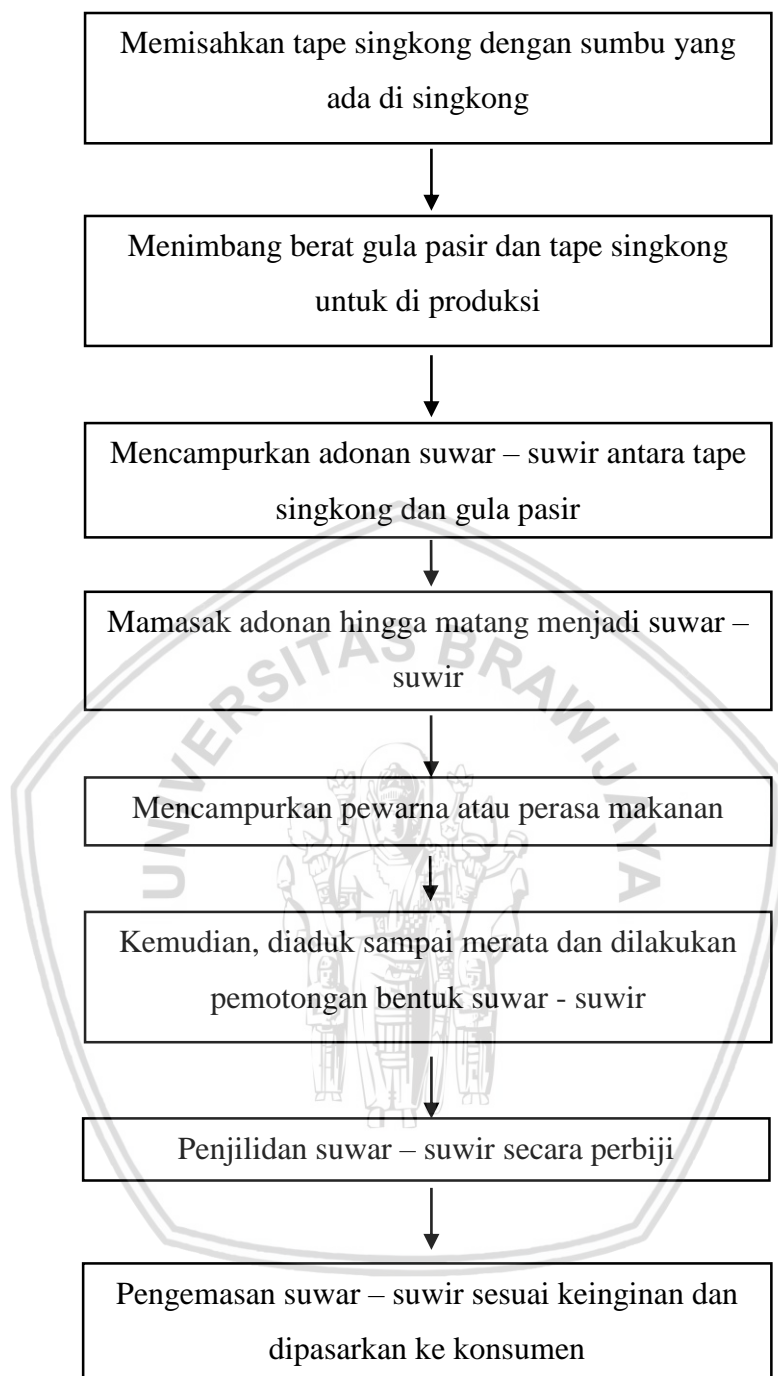 Memisahkan tape singkong dengan sumbu yang
ada di singkong
Menimbang berat gula pasir dan tape singkong
untuk di produksi
Mencampurkan adonan suwar – suwir antara tape
singkong dan gula pasir
Mamasak adonan hingga matang menjadi suwar –
suwir
UNIVERSITAS BRAWIJAYA
Mencampurkan pewarna atau perasa makanan
Kemudian, diaduk sampai merata dan dilakukan
pemotongan bentuk suwar - suwir
Penjilidan suwar – suwir secara perbiji
Pengemasan suwar – suwir sesuai keinginan dan
dipasarkan ke konsumen